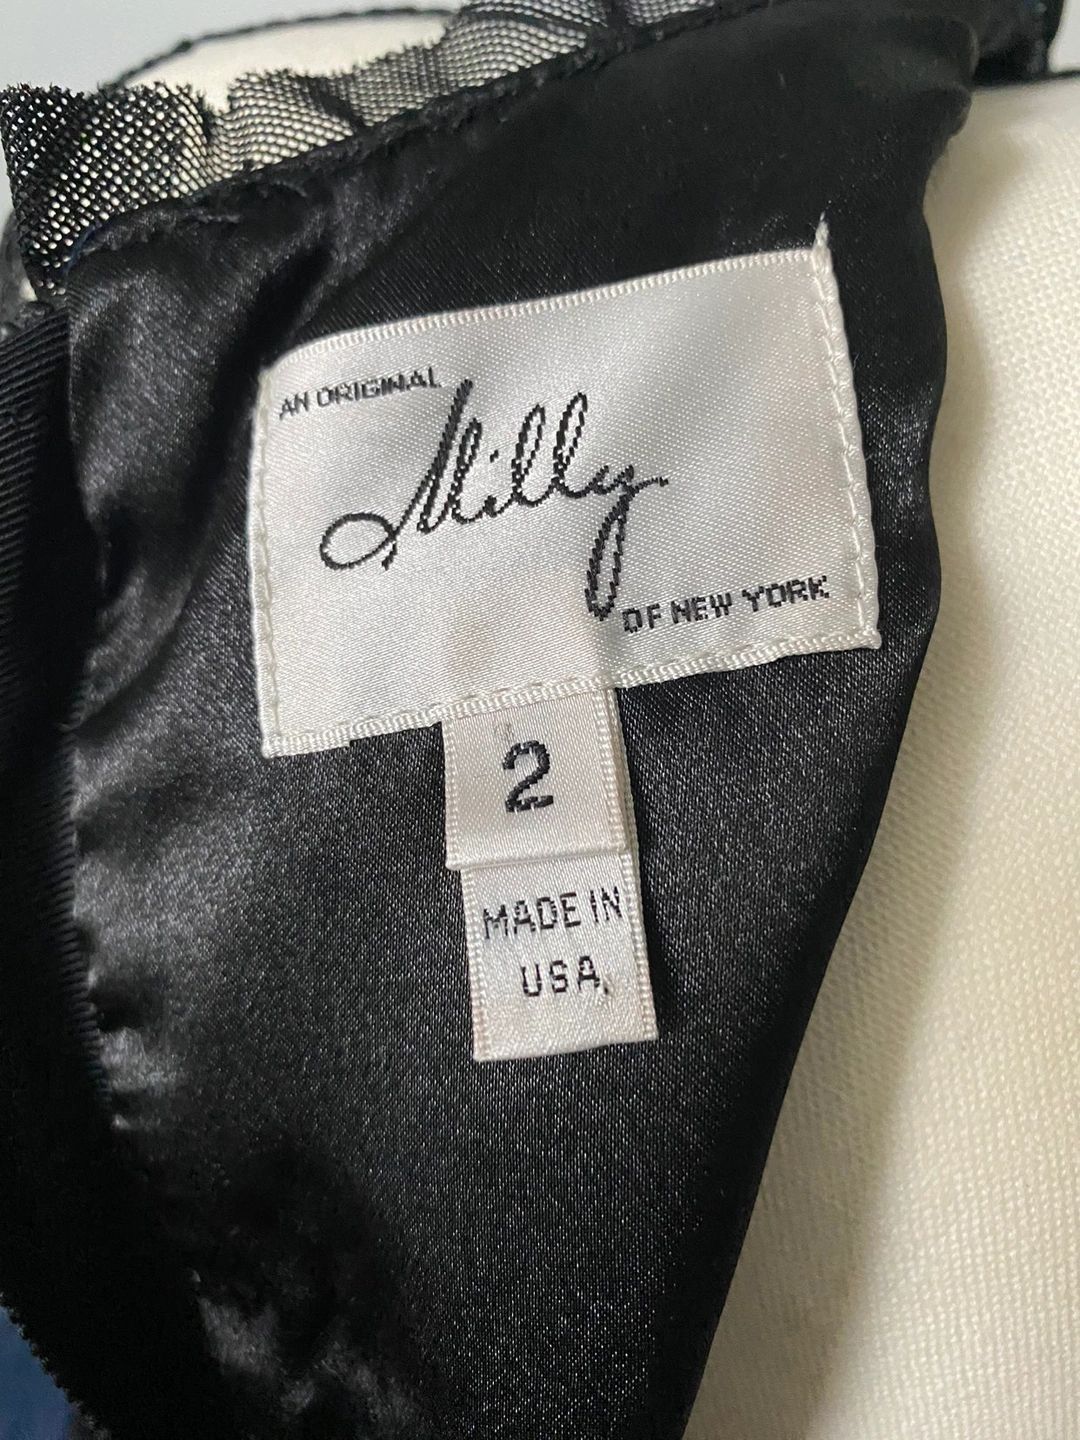 AN ORIGINAL
Milly
OF NEW YORK
2
MADE IN
USA.